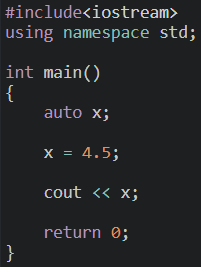 #include<iostream>
using namespace std;
int main()
{
    auto x;
    x = 4.5;
    cout << x;
    return 0;
}